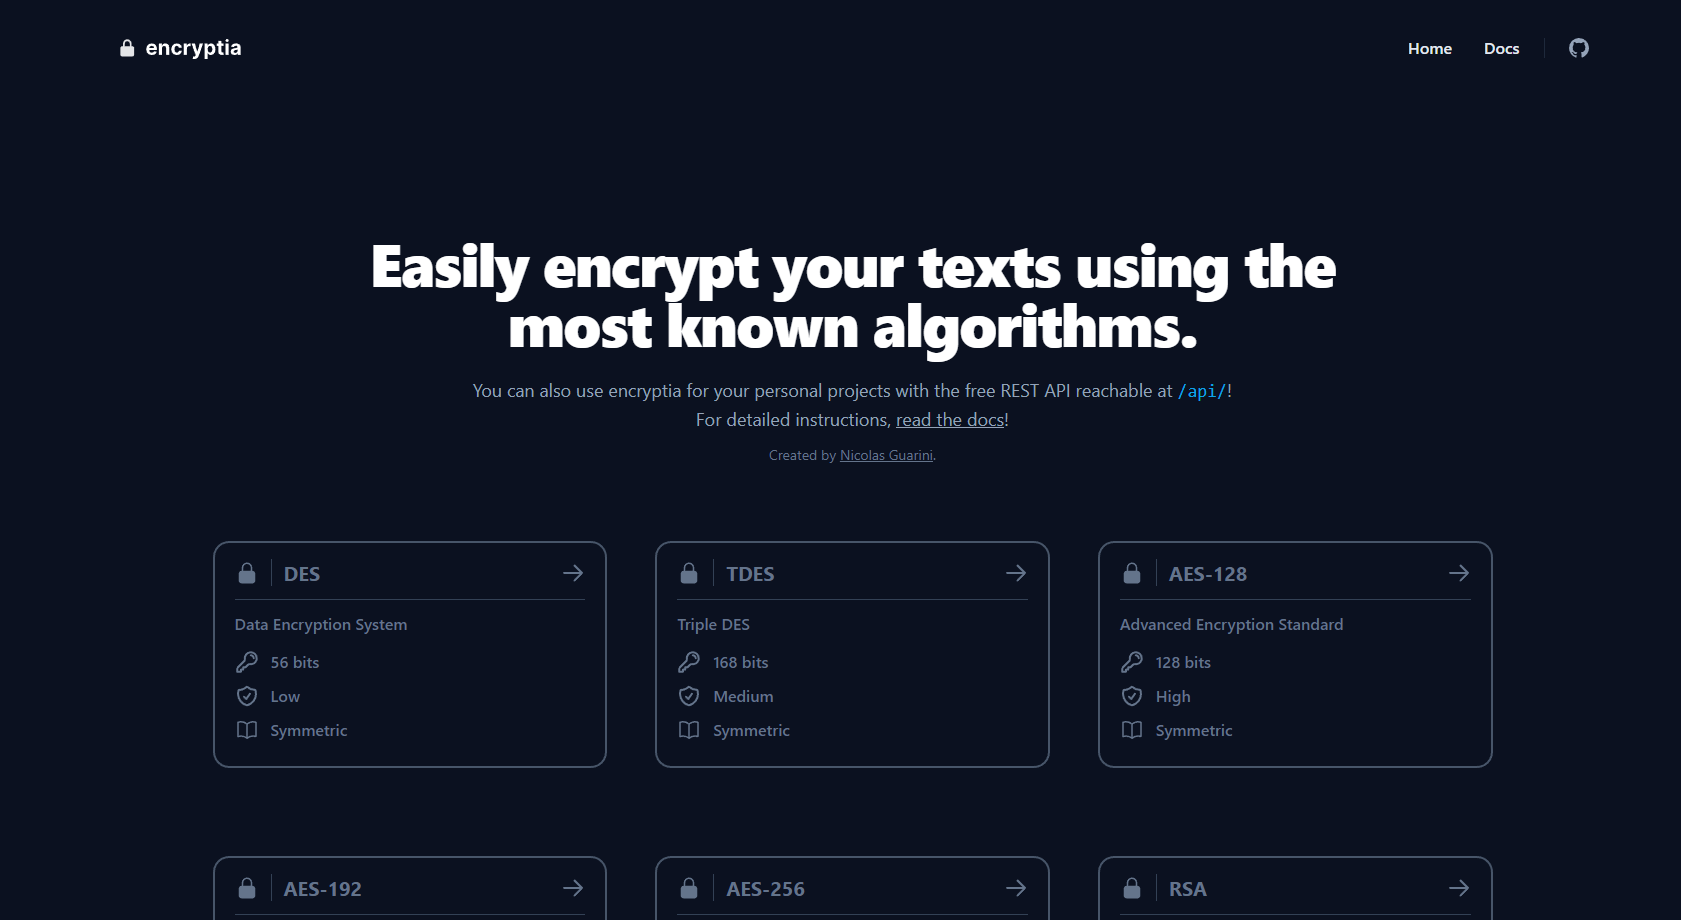 encryptia
Home Docs
Easily encrypt your texts using the
most known algorithms.
You can also use encryptia for your personal projects with the free REST API reachable at /api/!
For detailed instructions, read the docs!
Created by Nicolas Guarini.
DES
Data Encryption System
56 bits
Low
Symmetric
TDES
Triple DES
168 bits
Medium
Symmetric
AES-128
Advanced Encryption Standard
128 bits
High
Symmetric
AES-192
AES-256
RSA